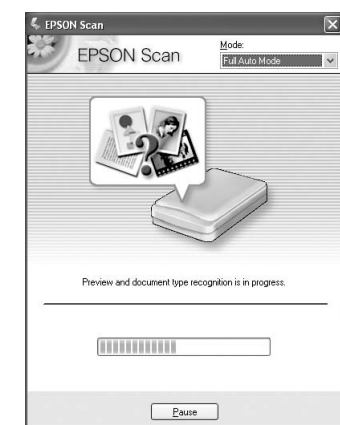 EPSON Scan
EPSON Scan
Mode:
Full Auto Mode
?
Preview and document type recognition is in progress.
Pause